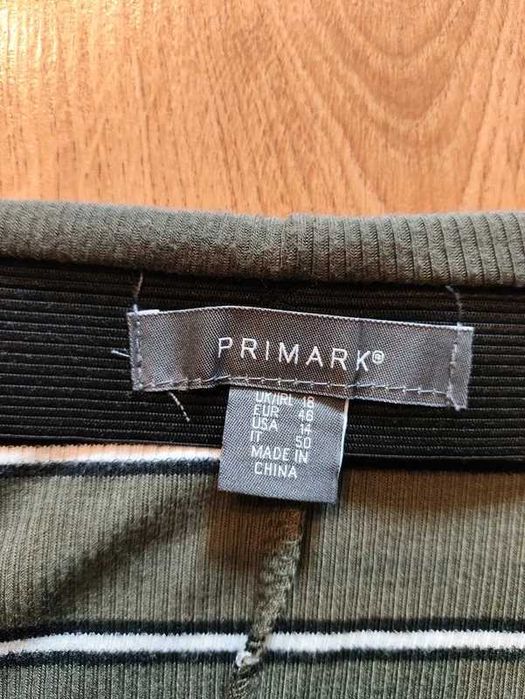 PRIMARK®
UK/IRL 18
EUR 46
USA 14
IT 50
MADE IN
CHINA